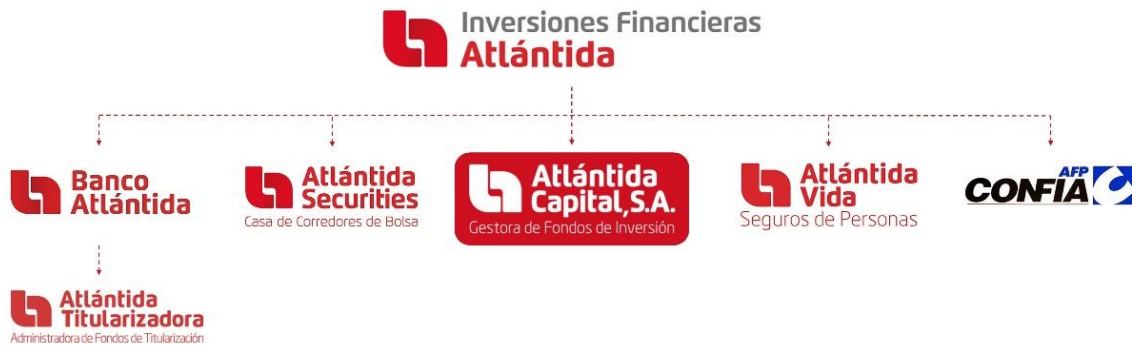 Inversiones Financieras
Atlántida
Banco
Atlántida
Atlántida
Securities
Casa de Corredores de Bolsa
Atlántida
Capital, S.A.
Gestora de Fondos de Inversión
Atlántida
Vida
Seguros de Personas
AFP
CONFIA
Atlántida
Titularizadora
Administradora de Fondos de Titularización